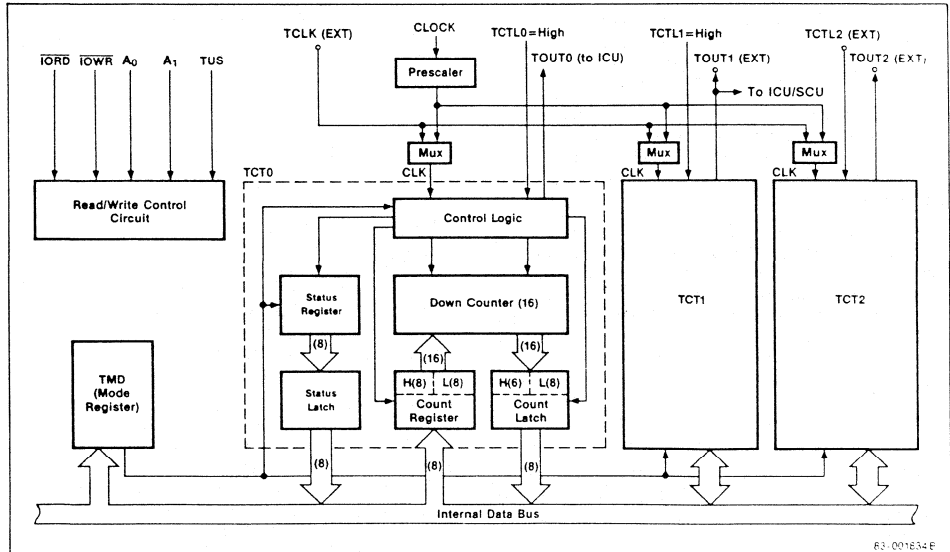 TCLK (EXT)
CLOCK
TCTL0=High
TOUT0 (to ICU)
TCTL1=High
TOUT1 (EXT)
To ICU/SCU
TCTL2 (EXT)
TOUT2 (EXT)
IORD IOWR A0 A1 TUS
Prescaler
Mux
Mux
Mux
CLK
CLK
CLK
TCT0
Read/Write Control
Circuit
Control Logic
Status
Register
Down Counter (16)
TCT1
TCT2
(8)
(16)
(16)
TMD
(Mode
Register)
Status
Latch
H(8) L(8)
Count
Register
H(6) L(8)
Count
Latch
(8)
(8)
(8)
Internal Data Bus
83-001834B